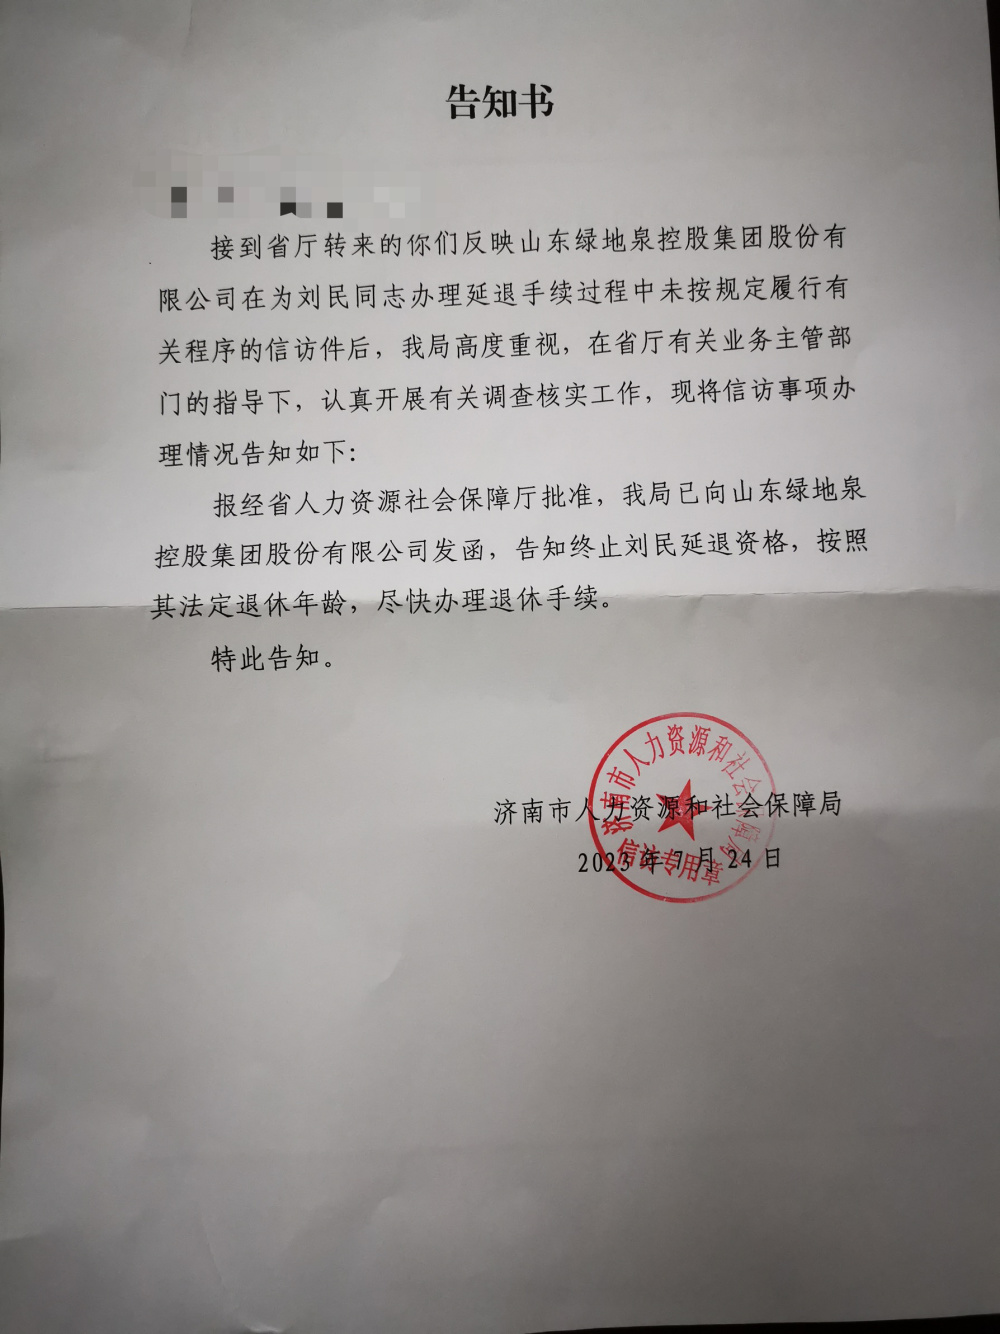 告知书
接到省厅转来的你们反映山东绿地泉控股集团股份有
限公司在为刘民同志办理延退手续过程中未按规定履行有
关程序的信访件后，我局高度重视，在省厅有关业务主管部
门的指导下，认真开展有关调查核实工作，现将信访事项办
理情况告知如下：
报经省人力资源社会保障厅批准，我局已向山东绿地泉
控股集团股份有限公司发函，告知终止刘民延退资格，按照
其法定退休年龄，尽快办理退休手续。
特此告知。
济南市人力资源和社会保障局
2023年7月24日
济南市人力资源和社会保障局
信访专用章